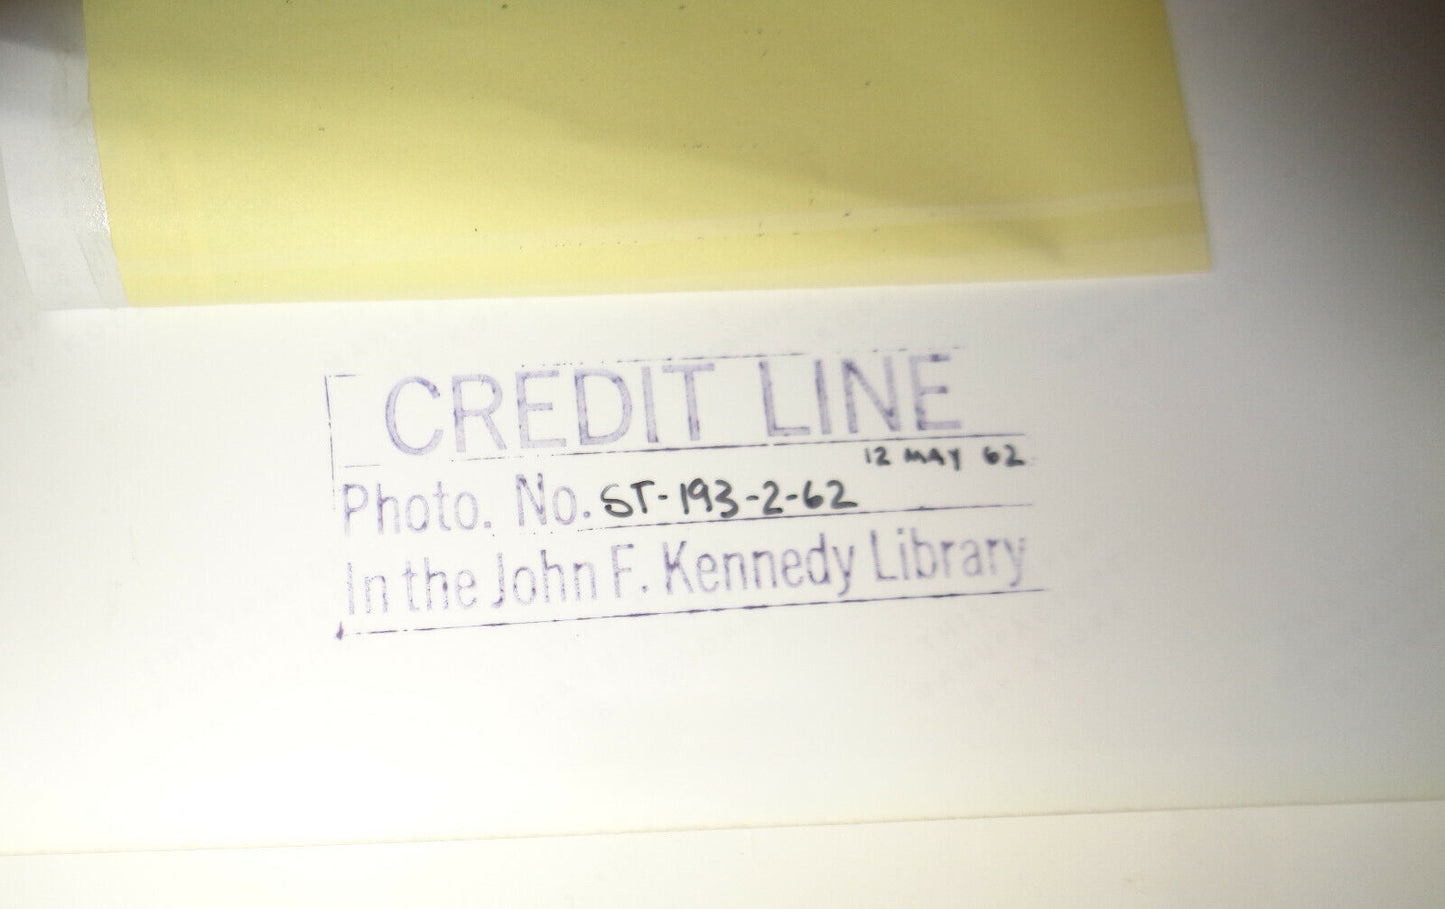 CREDIT LINE
12 MAY 62
Photo. No. ST-193-2-62
In the John F. Kennedy Library